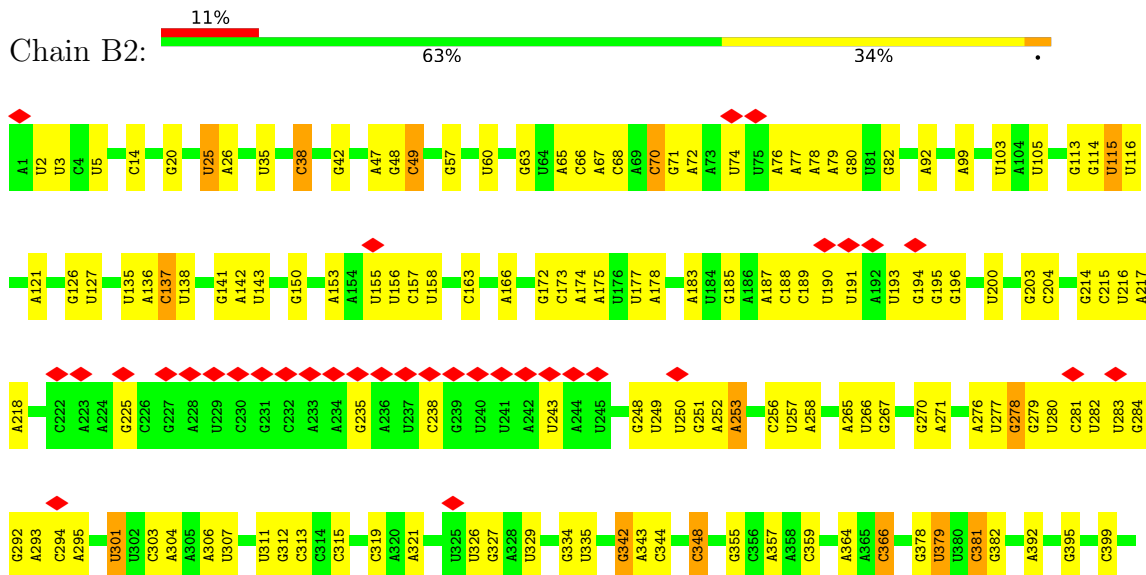 11%
Chain B2:
63% 34% •
A1 U2 U3 C4 U5 C14 G20 U25 A26 U35 C38 G42 A47 G48 C49 G57 U60 G63 U64 A65 C66 A67 C68 A69 C70 G71 A72 A73 U74 U75 A76 A77 A78 A79 G80 U81 G82 A92 A99 U103 A104 U105 G113 G114 U115 U116
A121 G126 U127 U135 A136 C137 U138 G141 A142 U143 G150 A153 A154 U155 U156 C157 U158 C163 A166 G172 C173 A174 A175 U176 U177 A178 A183 U184 G185 A186 A187 C188 C189 U190 U191 A192 U193 G194 G195 G196 U200 G203 C204 G214 C215 U216 A217
A218 C222 A223 A224 G225 C226 G227 A228 U229 C230 G231 C232 A233 A234 G235 A236 U237 C238 G239 U240 U241 A242 U243 A244 U245 G248 U249 U250 G251 A252 A253 C256 U257 A258 A265 U266 G267 G270 A271 A276 U277 G278 G279 U280 C281 U282 U283 G284
G292 A293 C294 A295 U301 U302 C303 A304 A305 A306 U307 U311 G312 C313 C314 C315 C319 A320 A321 U325 U326 G327 A328 U329 G334 U335 G342 A343 C344 C348 G355 C356 A357 A358 C359 A364 A365 C366 G378 U379 U380 C381 G382 A392 G395 C399